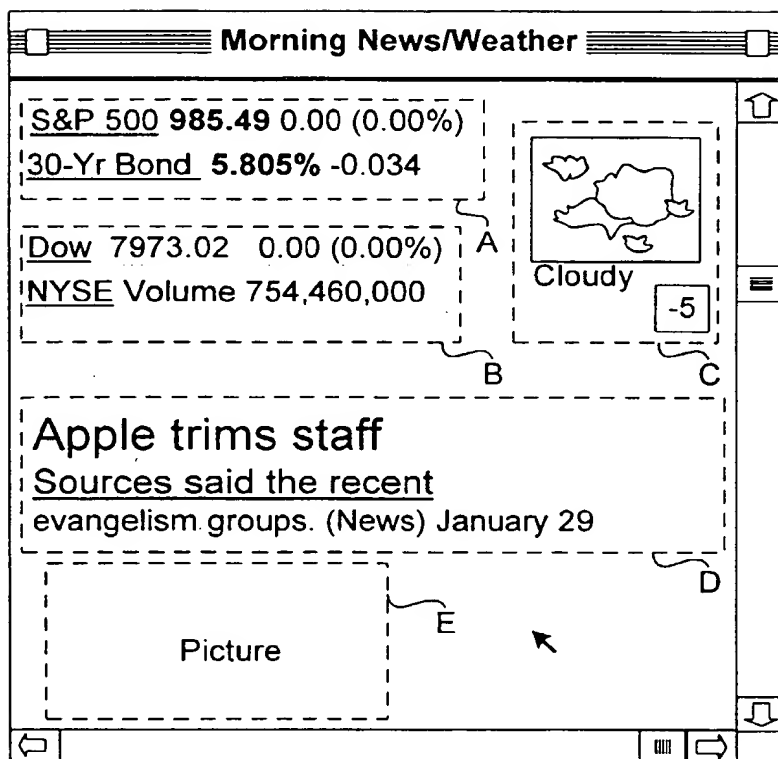 Morning News/Weather
S&P 500 985.49 0.00 (0.00%)
30-Yr Bond 5.805% -0.034
A
Dow 7973.02 0.00 (0.00%)
NYSE Volume 754,460,000
B
Cloudy
-5
C
Apple trims staff
Sources said the recent
evangelism groups. (News) January 29
D
Picture
E